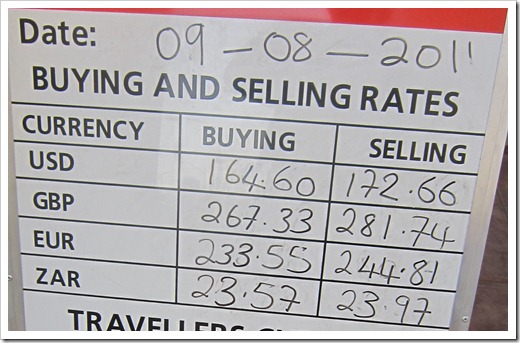 Date: 09-08-2011
BUYING AND SELLING RATES
CURRENCY BUYING SELLING
USD 164.60 172.66
GBP 267.33 281.74
EUR 233.55 244.81
ZAR 23.57 23.97
TRAVELLERS